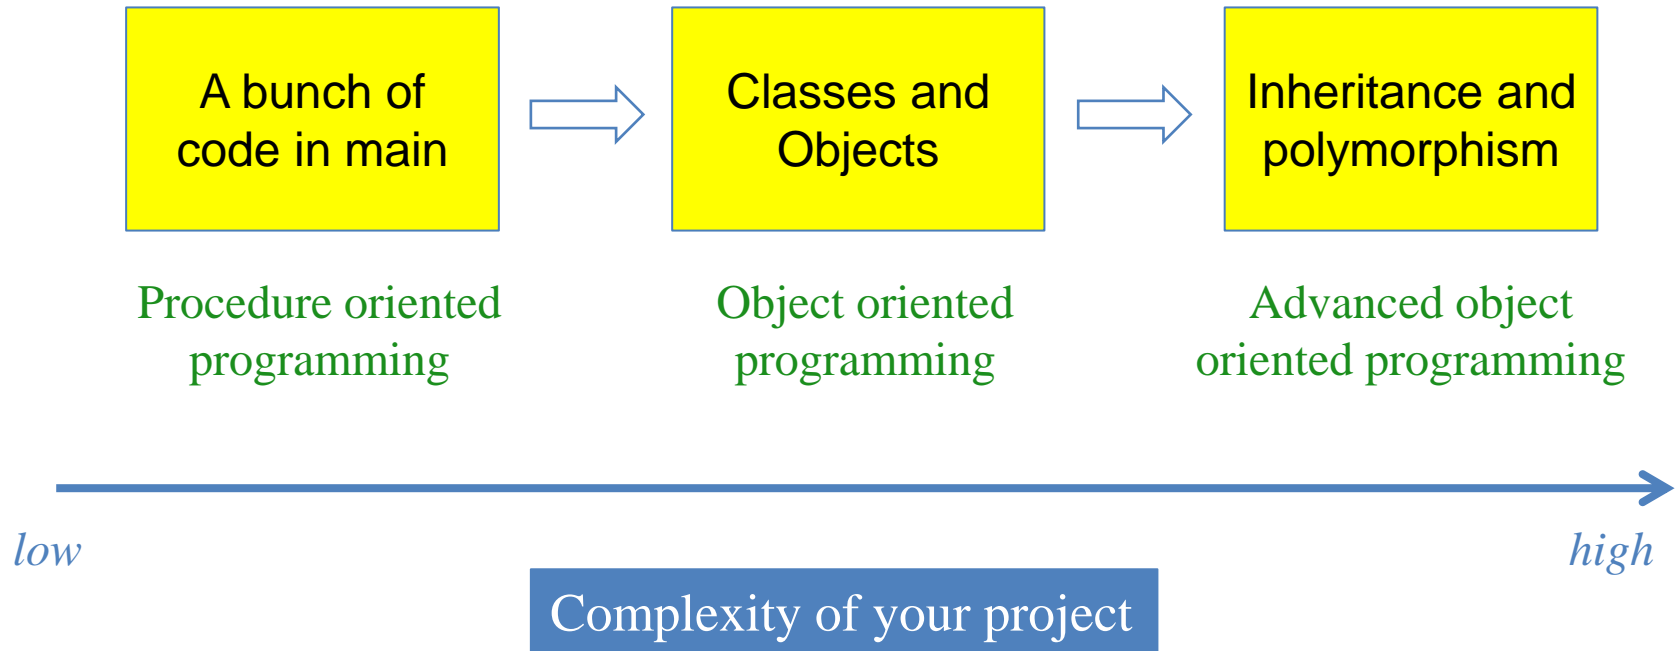 A bunch of
code in main
Classes and
Objects
Inheritance and
polymorphism
Procedure oriented
programming
Object oriented
programming
Advanced object
oriented programming
low
high
Complexity of your project